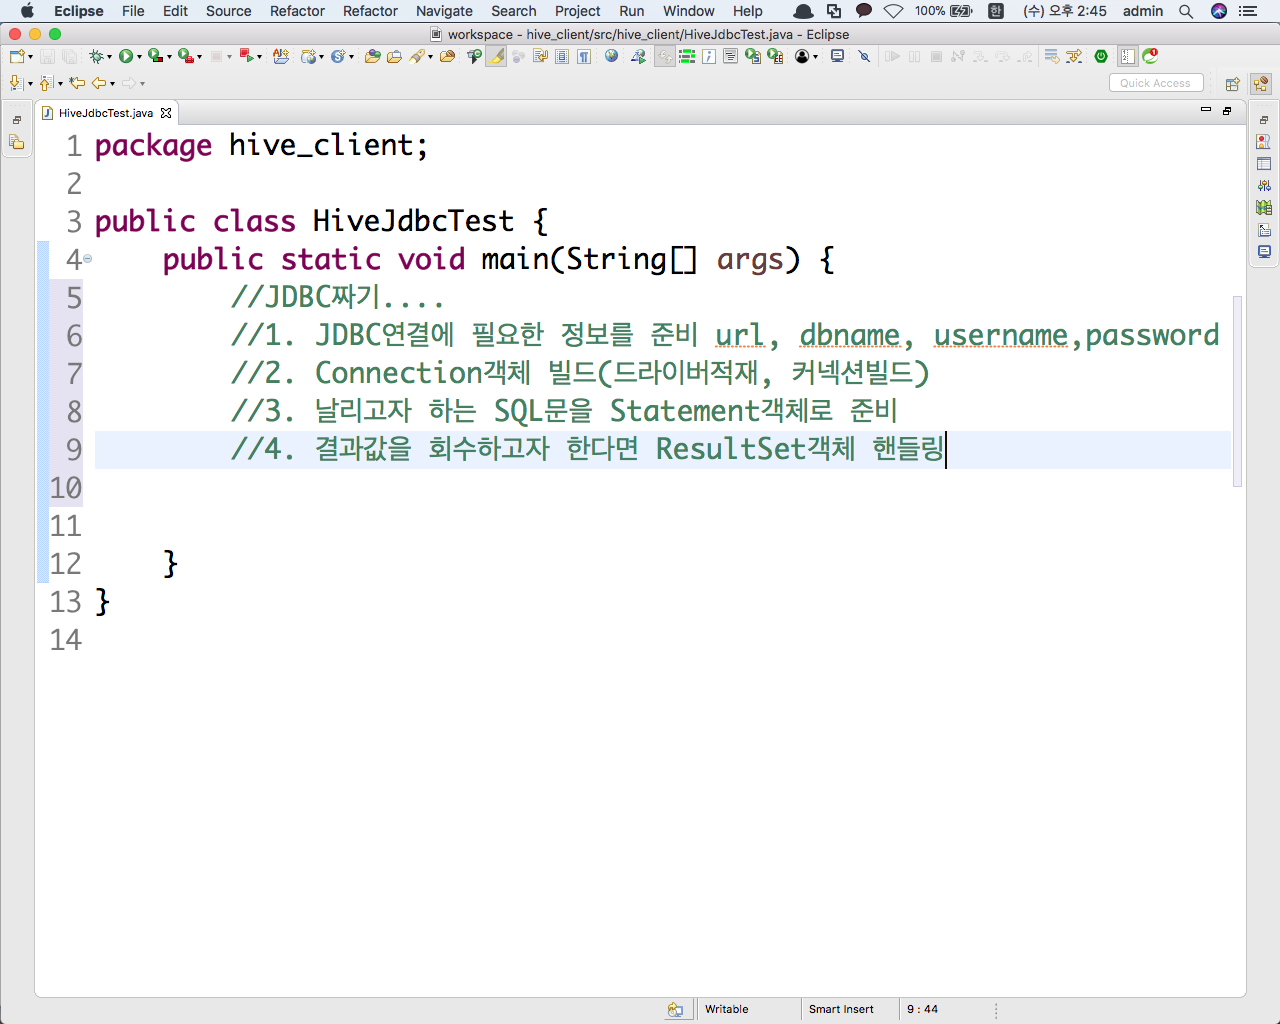 Eclipse File Edit Source Refactor Refactor Navigate Search Project Run Window Help 100% 한 (수) 오후 2:45 admin
workspace - hive_client/src/hive_client/HiveJdbcTest.java - Eclipse
Quick Access
HiveJdbcTest.java
1 package hive_client;
2
3 public class HiveJdbcTest {
4 public static void main(String[] args) {
5 //JDBC짜기....
6 //1. JDBC연결에 필요한 정보를 준비 url, dbname, username,password
7 //2. Connection객체 빌드(드라이버적재, 커넥션빌드)
8 //3. 날리고자 하는 SQL문을 Statement객체로 준비
9 //4. 결과값을 회수하고자 한다면 ResultSet객체 핸들링
10
11
12 }
13 }
14
Writable Smart Insert 9 : 44